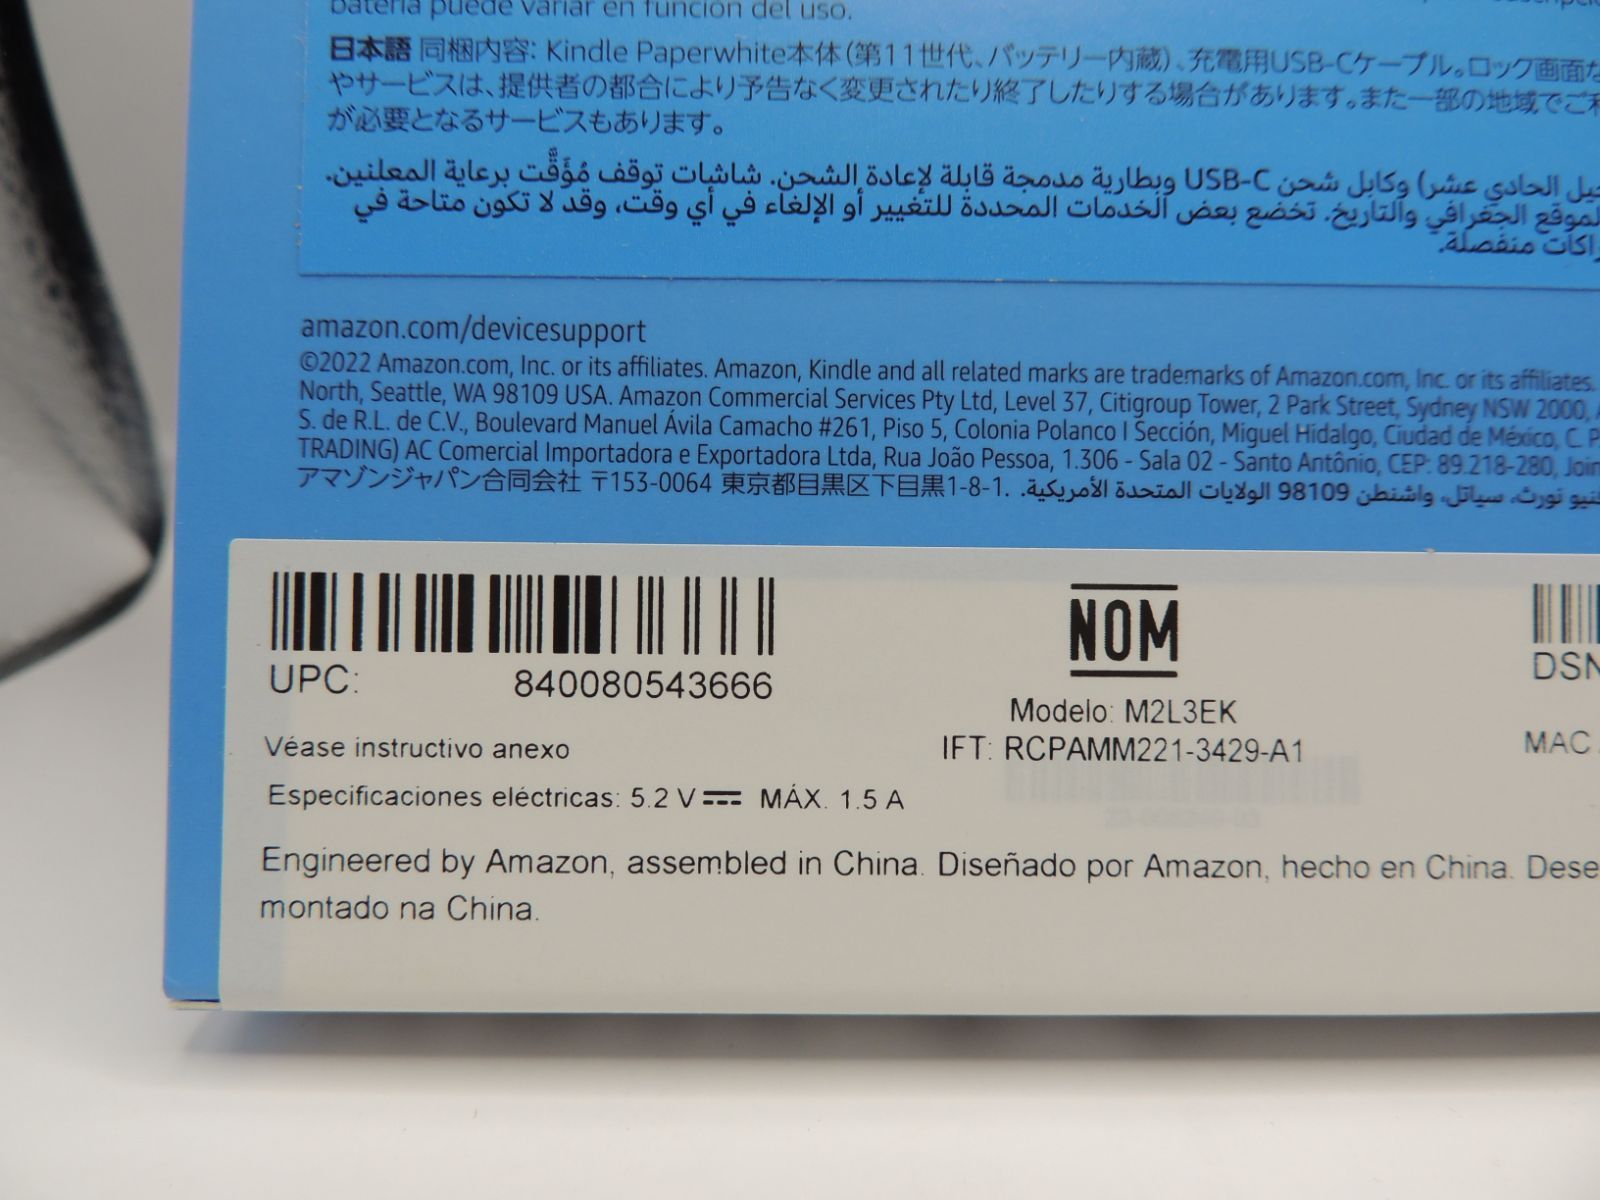 batería puede variar en función del uso.
日本語 同梱内容: Kindle Paperwhite本体(第11世代、バッテリー内蔵)、充電用USB-Cケーブル。ロック画面な
やサービスは、提供者の都合により予告なく変更されたり終了したりする場合があります。また一部の地域でご利
が必要となるサービスもあります。
جيل الحادي عشر) وكابل شحن USB-C وبطارية مدمجة قابلة لإعادة الشحن. شاشات توقف مُؤَقَّت برعاية المعلنين.
لموقع الجغرافي والتاريخ. تخضع بعض الخدمات المحددة للتغيير أو الإلغاء في أي وقت، وقد لا تكون متاحة في
راكات منفصلة.
amazon.com/devicesupport
©2022 Amazon.com, Inc. or its affiliates. Amazon, Kindle and all related marks are trademarks of Amazon.com, Inc. or its affiliates.
North, Seattle, WA 98109 USA. Amazon Commercial Services Pty Ltd, Level 37, Citigroup Tower, 2 Park Street, Sydney NSW 2000,
S. de R.L. de C.V., Boulevard Manuel Ávila Camacho #261, Piso 5, Colonia Polanco I Sección, Miguel Hidalgo, Ciudad de México, C. P
TRADING) AC Comercial Importadora e Exportadora Ltda, Rua João Pessoa, 1.306 - Sala 02 - Santo Antônio, CEP: 89.218-280, Join
アマゾンジャパン合同会社 〒153-0064 東京都目黒区下目黒1-8-1. فنيو نورث، سياتل، واشنطن 98109 الولايات المتحدة الأمريكية.
UPC: 840080543666
NOM
DSN
Modelo: M2L3EK
Véase instructivo anexo
IFT: RCPAMM221-3429-A1
MAC
Especificaciones eléctricas: 5.2 V MÁX. 1.5 A
Engineered by Amazon, assembled in China. Diseñado por Amazon, hecho en China. Dese
montado na China.